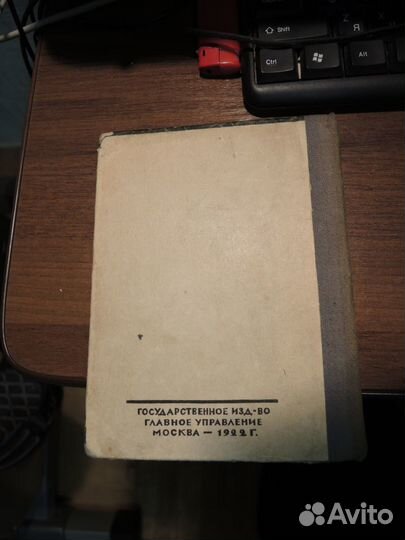 Shift
Z Я
Ctrl
Alt
ГОСУДАРСТВЕННОЕ ИЗД-ВО
ГЛАВНОЕ УПРАВЛЕНИЕ
МОСКВА — 1922 Г.
Avito